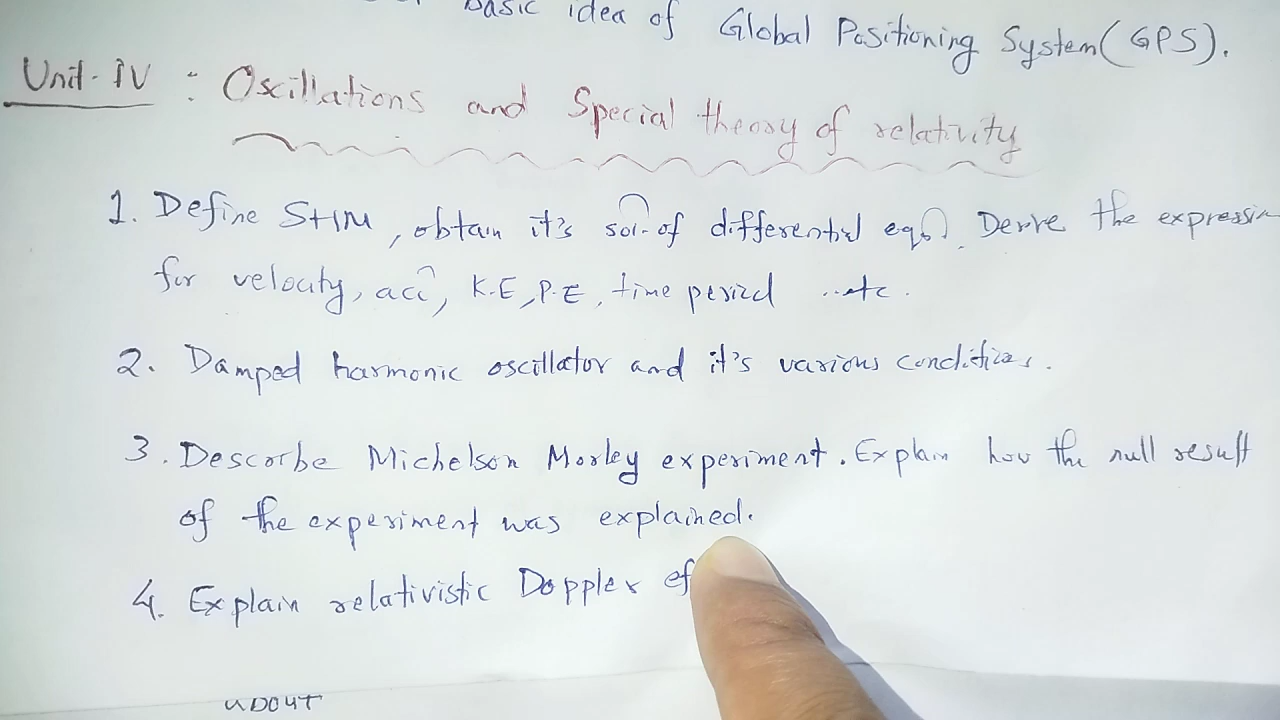 basic idea of Global Positioning System (GPS).
Unit-IV : Oscillations and Special theory of relativity
1. Define SHM, obtain it's sol. of differential eqn. Derive the expression
for velocity, acc, K.E, P.E, time period ..etc.
2. Damped harmonic oscillator and it's various conditions.
3. Describe Michelson Morley experiment. Explain how the null result
of the experiment was explained.
4. Explain relativistic Doppler ef